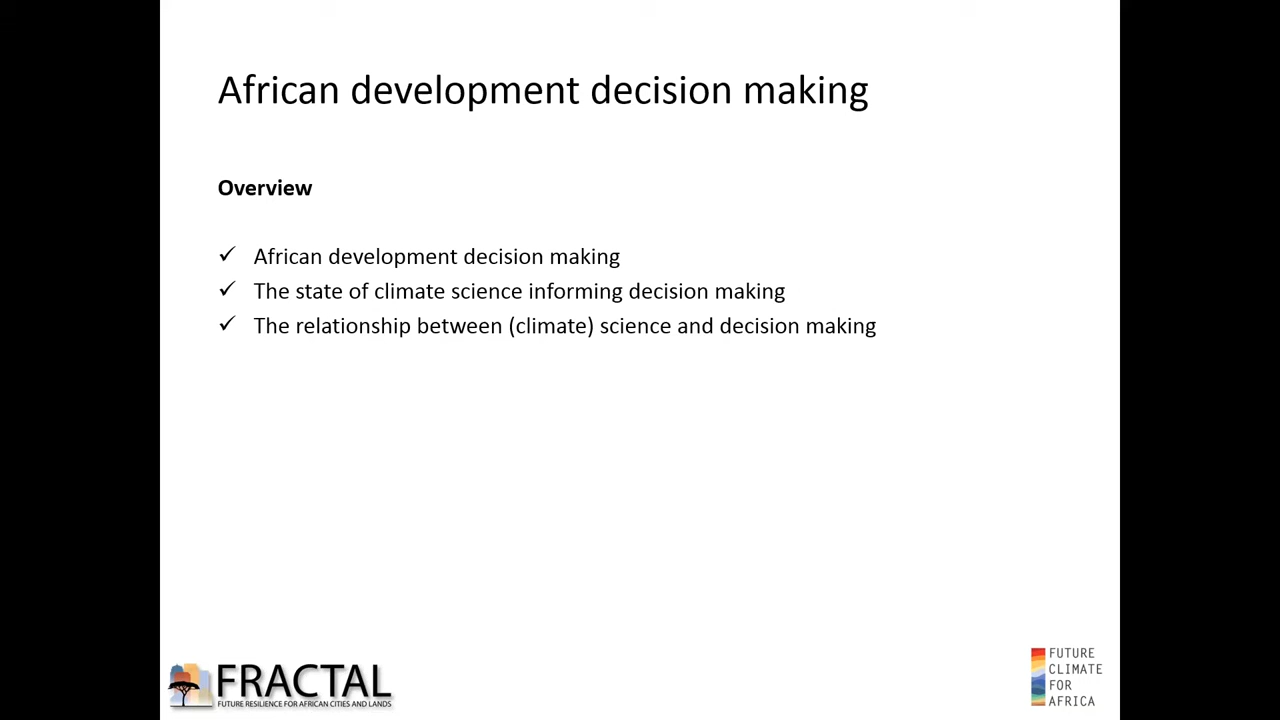 African development decision making
Overview
✓ African development decision making
✓ The state of climate science informing decision making
✓ The relationship between (climate) science and decision making
FRACTAL
FUTURE RESILIENCE FOR AFRICAN CITIES AND LANDS
FUTURE
CLIMATE
FOR
AFRICA